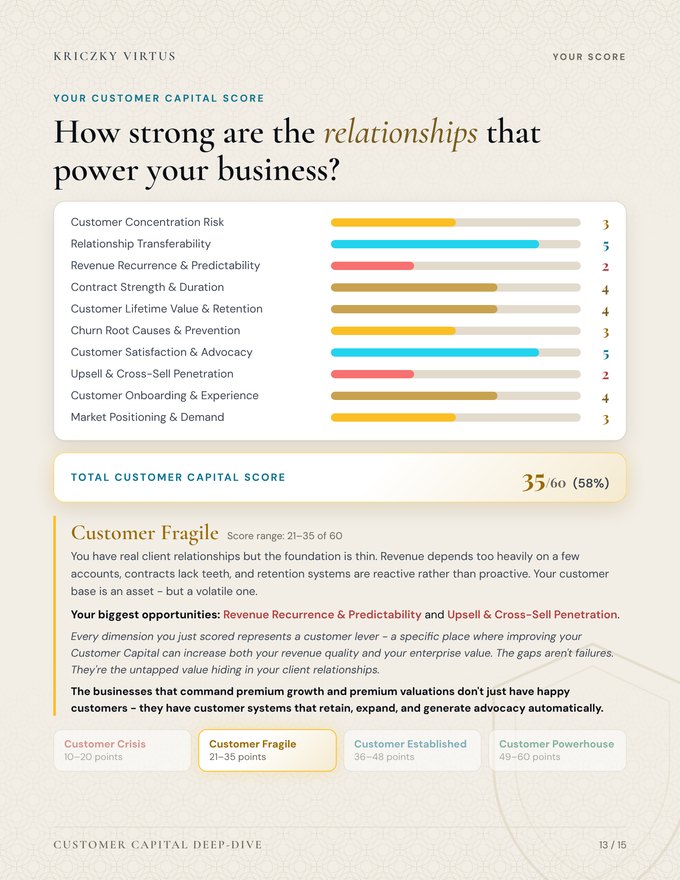 KRICZKY VIRTUS
YOUR SCORE
YOUR CUSTOMER CAPITAL SCORE
How strong are the relationships that
power your business?
Customer Concentration Risk 3
Relationship Transferability 5
Revenue Recurrence & Predictability 2
Contract Strength & Duration 4
Customer Lifetime Value & Retention 4
Churn Root Causes & Prevention 3
Customer Satisfaction & Advocacy 5
Upsell & Cross-Sell Penetration 2
Customer Onboarding & Experience 4
Market Positioning & Demand 3
TOTAL CUSTOMER CAPITAL SCORE 35/60 (58%)
Customer Fragile Score range: 21–35 of 60
You have real client relationships but the foundation is thin. Revenue depends too heavily on a few
accounts, contracts lack teeth, and retention systems are reactive rather than proactive. Your customer
base is an asset - but a volatile one.
Your biggest opportunities: Revenue Recurrence & Predictability and Upsell & Cross-Sell Penetration.
Every dimension you just scored represents a customer lever - a specific place where improving your
Customer Capital can increase both your revenue quality and your enterprise value. The gaps aren't failures.
They're the untapped value hiding in your client relationships.
The businesses that command premium growth and premium valuations don't just have happy
customers - they have customer systems that retain, expand, and generate advocacy automatically.
Customer Crisis
10–20 points
Customer Fragile
21–35 points
Customer Established
36–48 points
Customer Powerhouse
49–60 points
CUSTOMER CAPITAL DEEP-DIVE
13 / 15